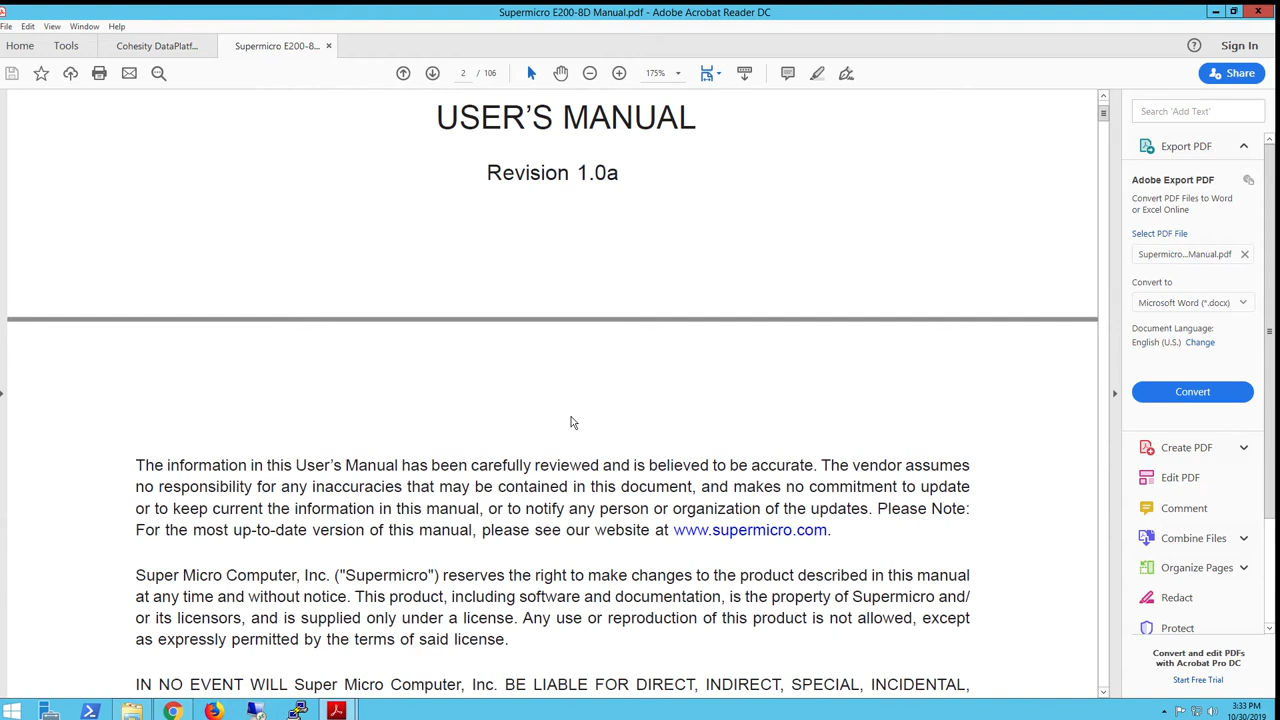 Supermicro E200-8D Manual.pdf - Adobe Acrobat Reader DC
File Edit View Window Help
Home Tools Cohesity DataPlatf... Supermicro E200-8... × Sign In
2 / 106 175% Share
USER'S MANUAL
Revision 1.0a
The information in this User's Manual has been carefully reviewed and is believed to be accurate. The vendor assumes
no responsibility for any inaccuracies that may be contained in this document, and makes no commitment to update
or to keep current the information in this manual, or to notify any person or organization of the updates. Please Note:
For the most up-to-date version of this manual, please see our website at www.supermicro.com.
Super Micro Computer, Inc. ("Supermicro") reserves the right to make changes to the product described in this manual
at any time and without notice. This product, including software and documentation, is the property of Supermicro and/
or its licensors, and is supplied only under a license. Any use or reproduction of this product is not allowed, except
as expressly permitted by the terms of said license.
IN NO EVENT WILL Super Micro Computer, Inc. BE LIABLE FOR DIRECT, INDIRECT, SPECIAL, INCIDENTAL,
Search 'Add Text'
Export PDF
Adobe Export PDF
Convert PDF Files to Word
or Excel Online
Select PDF File
Supermicro...Manual.pdf
Convert to
Microsoft Word (*.docx)
Document Language:
English (U.S.) Change
Convert
Create PDF
Edit PDF
Comment
Combine Files
Organize Pages
Redact
Protect
Convert and edit PDFs
with Acrobat Pro DC
Start Free Trial
3:33 PM
10/30/2019